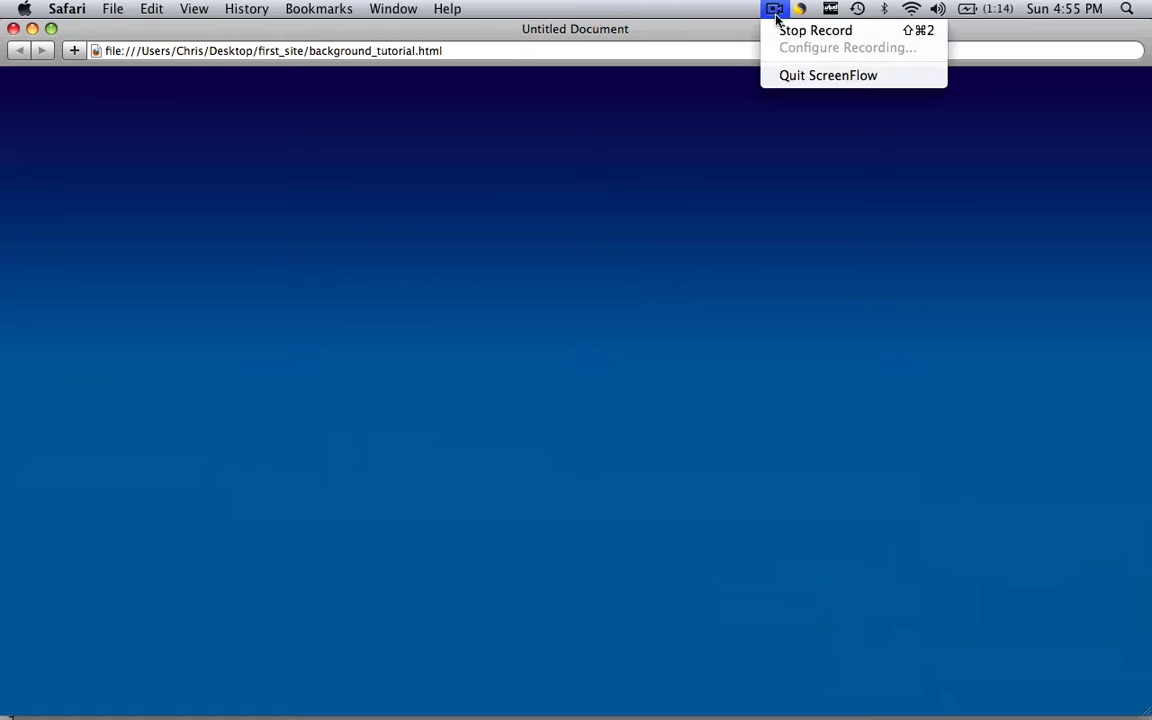 Safari File Edit View History Bookmarks Window Help (1:14) Sun 4:55 PM
Untitled Document
file:///Users/Chris/Desktop/first_site/background_tutorial.html
Stop Record ⇧⌘2
Configure Recording...
Quit ScreenFlow